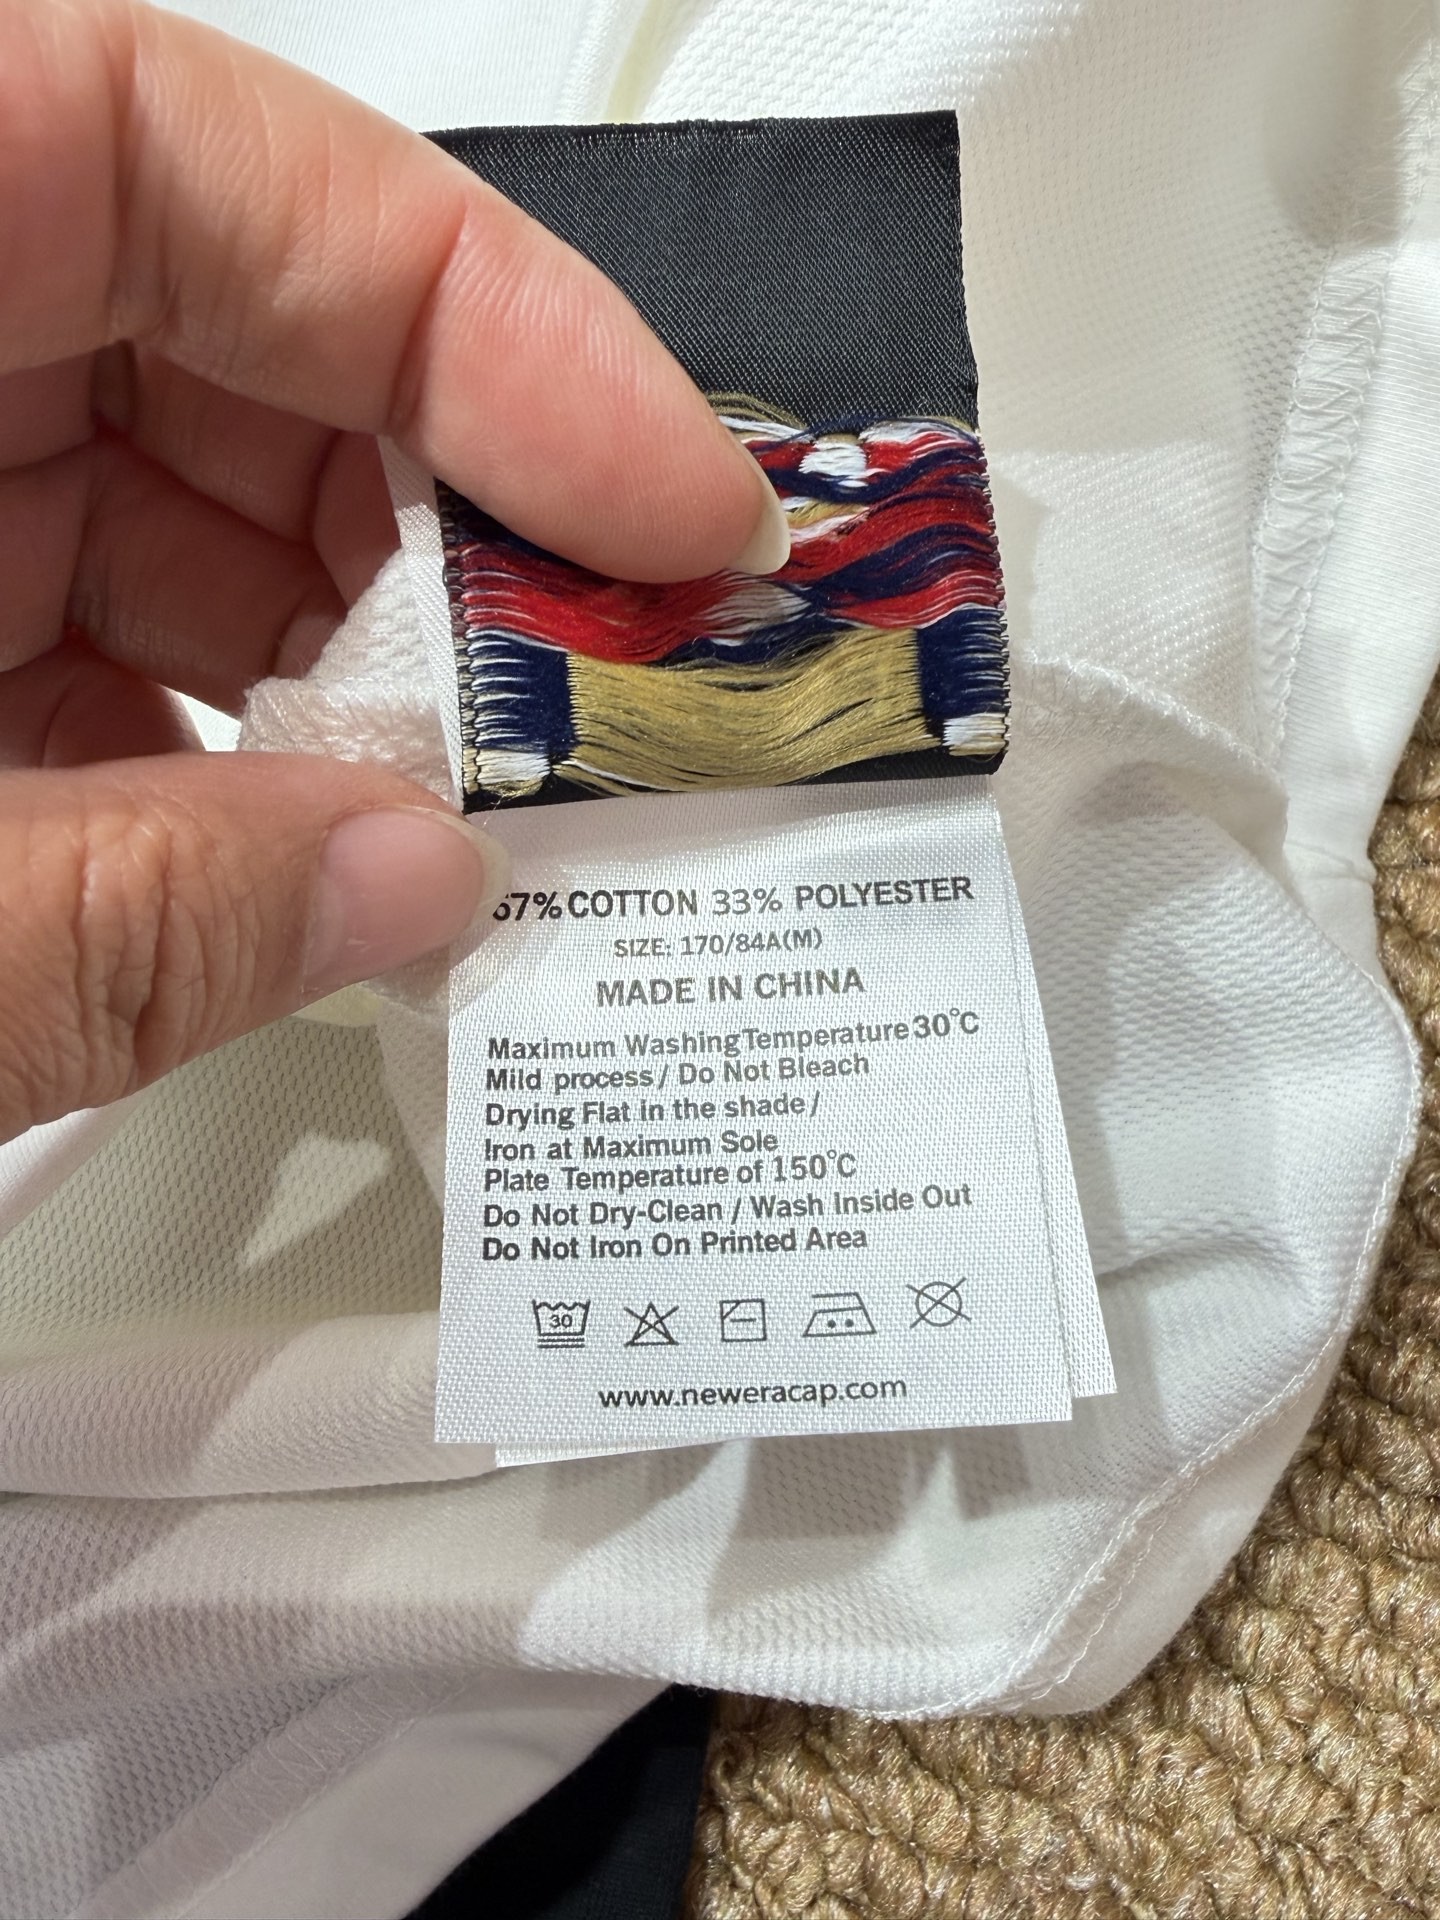 67% COTTON 33% POLYESTER
SIZE: 170/84A(M)
MADE IN CHINA
Maximum Washing Temperature 30°C
Mild process / Do Not Bleach
Drying Flat in the shade /
Iron at Maximum Sole
Plate Temperature of 150°C
Do Not Dry-Clean / Wash Inside Out
Do Not Iron On Printed Area
30
www.neweracap.com